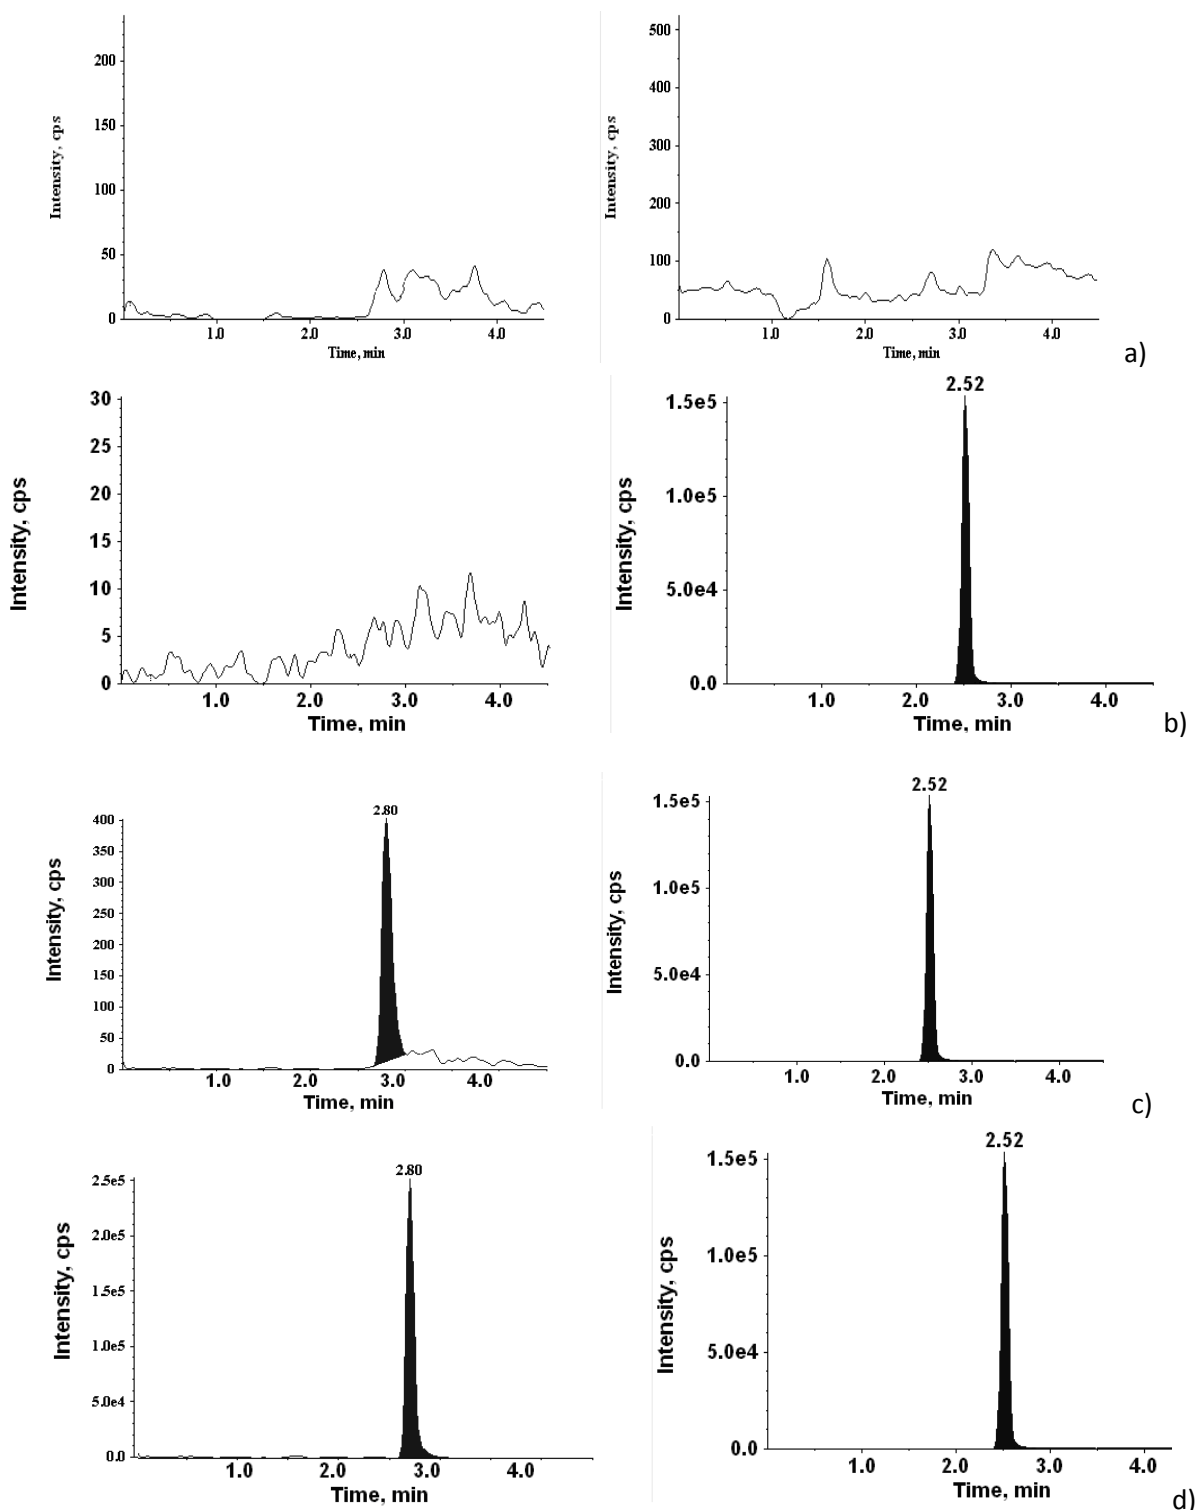 200
150
100
50
0
Intensity, cps
1.0 2.0 3.0 4.0
Time, min
500
400
300
200
100
0
Intensity, cps
1.0 2.0 3.0 4.0
Time, min
a)
30
25
20
15
10
5
0
Intensity, cps
1.0 2.0 3.0 4.0
Time, min
2.52
1.5e5
1.0e5
5.0e4
0.0
Intensity, cps
1.0 2.0 3.0 4.0
Time, min
b)
2.80
400
350
300
250
200
150
100
50
0
Intensity, cps
1.0 2.0 3.0 4.0
Time, min
2.52
1.5e5
1.0e5
5.0e4
0.0
Intensity, cps
1.0 2.0 3.0 4.0
Time, min
c)
2.80
2.5e5
2.0e5
1.5e5
1.0e5
5.0e4
0.0
Intensity, cps
1.0 2.0 3.0 4.0
Time, min
2.52
1.5e5
1.0e5
5.0e4
0.0
Intensity, cps
1.0 2.0 3.0 4.0
Time, min
d)